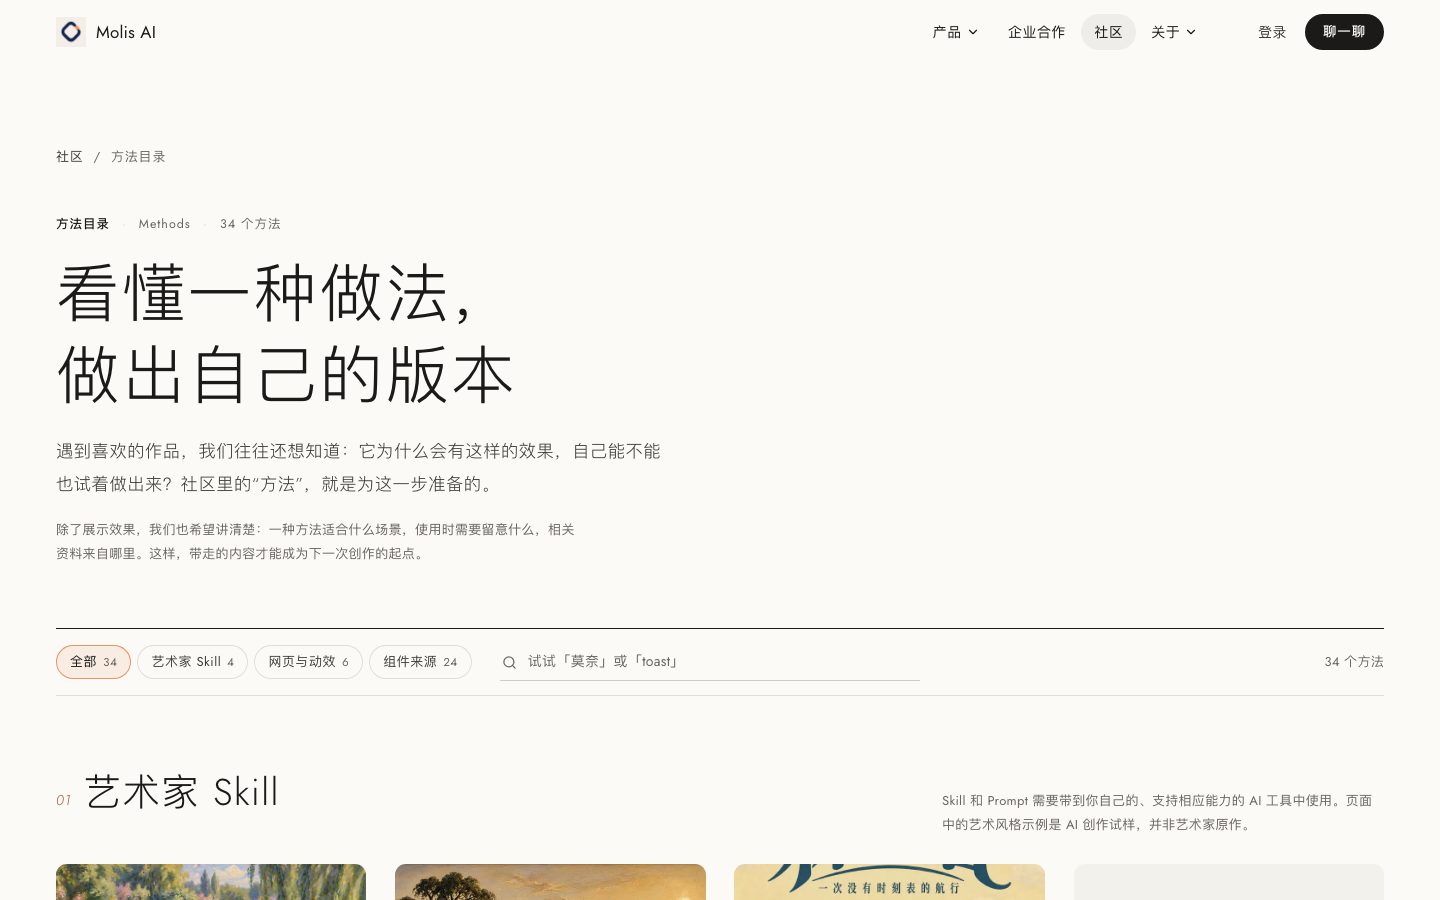 Molis AI
产品
企业合作
社区
关于
登录
聊一聊
社区 / 方法目录
方法目录 · Methods · 34 个方法
看懂一种做法，
做出自己的版本
遇到喜欢的作品，我们往往还想知道：它为什么会有这样的效果，自己能不能
也试着做出来？社区里的“方法”，就是为这一步准备的。
除了展示效果，我们也希望讲清楚：一种方法适合什么场景，使用时需要留意什么，相关
资料来自哪里。这样，带走的内容才能成为下一次创作的起点。
全部 34
艺术家 Skill 4
网页与动效 6
组件来源 24
试试「莫奈」或「toast」
34 个方法
01 艺术家 Skill
Skill 和 Prompt 需要带到你自己的、支持相应能力的 AI 工具中使用。页面
中的艺术风格示例是 AI 创作试样，并非艺术家原作。
一次没有时刻表的航行